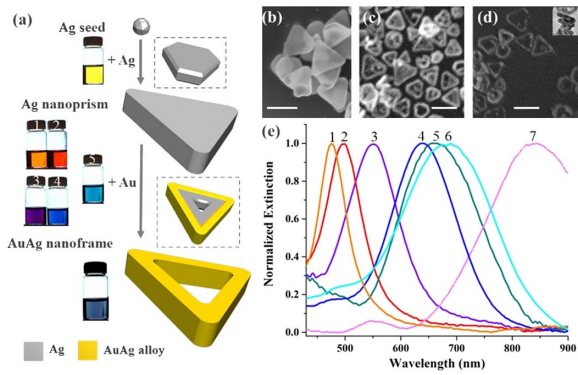 (a)
Ag seed
+ Ag
Ag nanoprism
1 2
5
3 4
+ Au
AuAg nanoframe
Ag AuAg alloy
(b) (c) (d)
(e)
1 2 3 4 5 6 7
Normalized Extinction
1.0
0.8
0.6
0.4
0.2
0.0
500 600 700 800 900
Wavelength (nm)